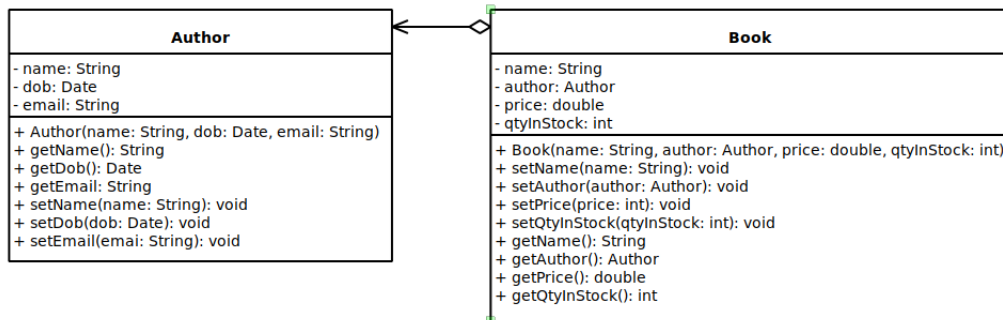 Author
- name: String
- dob: Date
- email: String
+ Author(name: String, dob: Date, email: String)
+ getName(): String
+ getDob(): Date
+ getEmail: String
+ setName(name: String): void
+ setDob(dob: Date): void
+ setEmail(emai: String): void
Book
- name: String
- author: Author
- price: double
- qtyInStock: int
+ Book(name: String, author: Author, price: double, qtyInStock: int)
+ setName(name: String): void
+ setAuthor(author: Author): void
+ setPrice(price: int): void
+ setQtyInStock(qtyInStock: int): void
+ getName(): String
+ getAuthor(): Author
+ getPrice(): double
+ getQtyInStock(): int